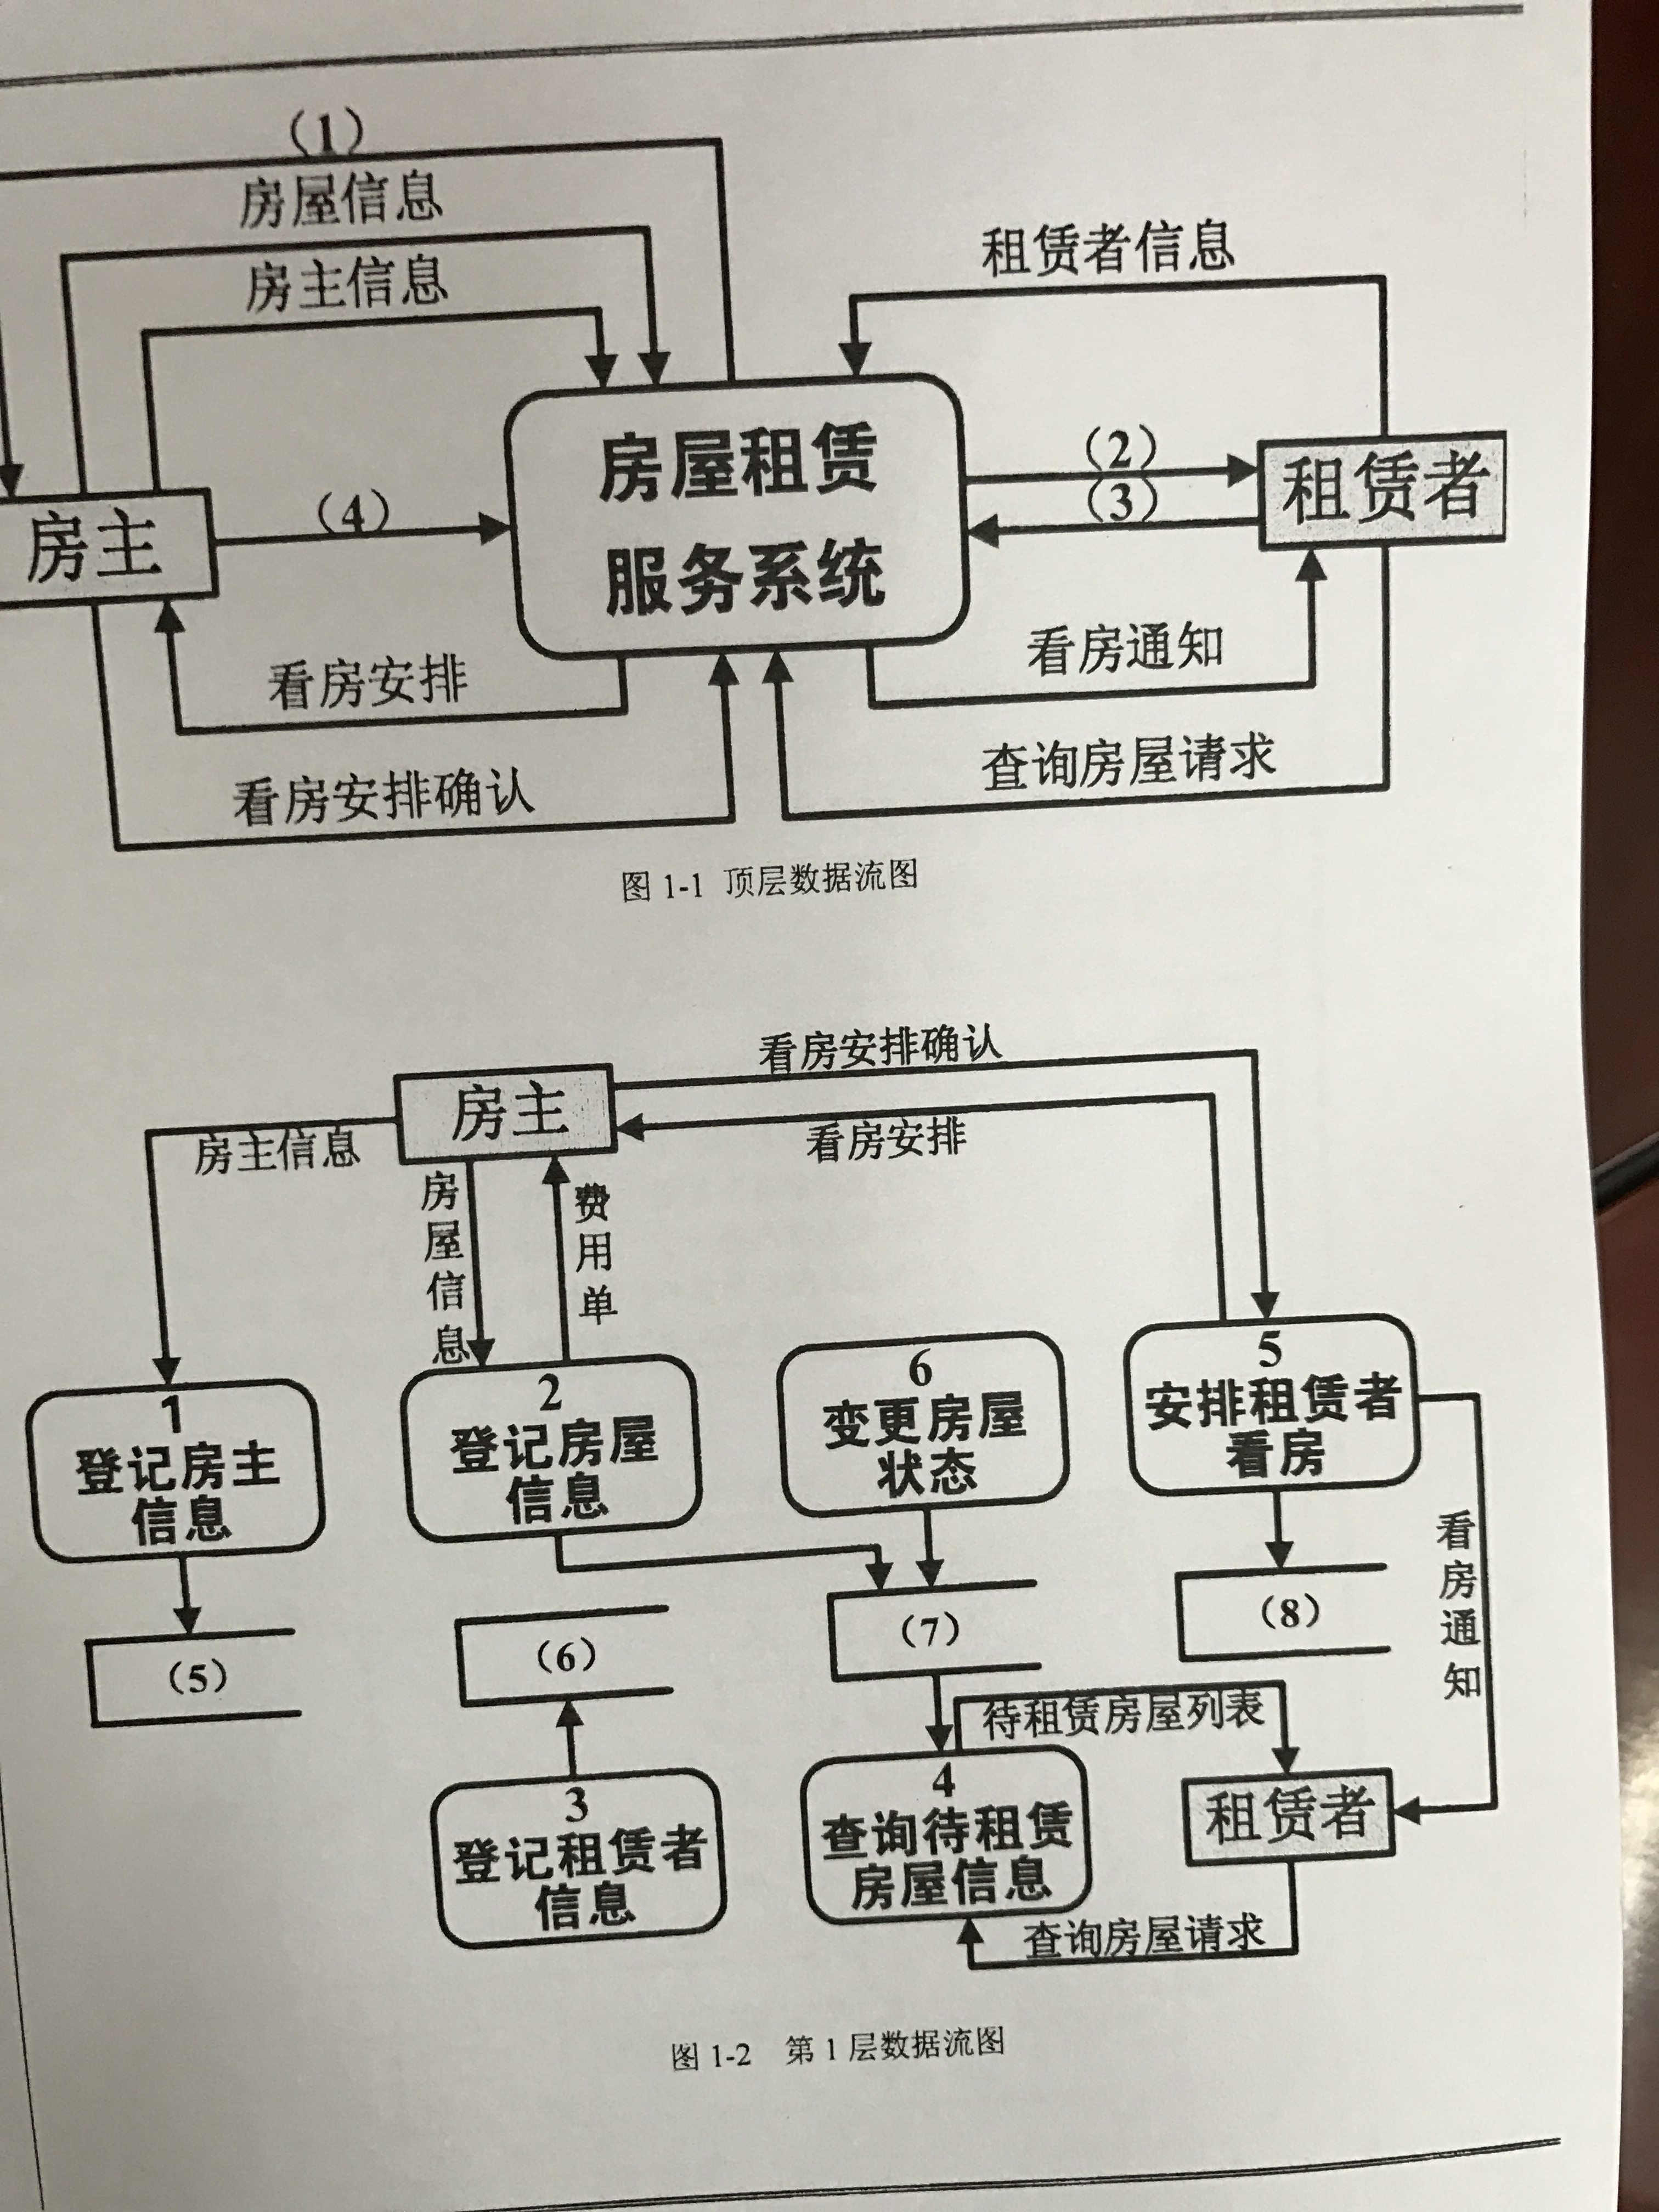 (1)
房屋信息
房主信息
租赁者信息
房屋租赁
服务系统
(2)
(3)
租赁者
(4)
房主
看房安排
看房通知
看房安排确认
查询房屋请求
图 1-1 顶层数据流图
看房安排确认
房主
看房安排
房主信息
房屋信息
费用单
1
登记房主
信息
2
登记房屋
信息
6
变更房屋
状态
5
安排租赁者
看房
看房通知
(5)
(6)
(7)
(8)
待租赁房屋列表
3
登记租赁者
信息
4
查询待租赁
房屋信息
租赁者
查询房屋请求
图 1-2 第 1 层数据流图